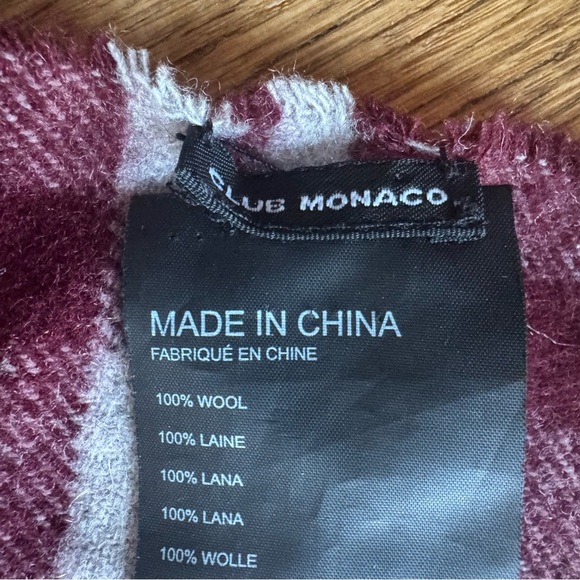 CLUB MONACO
MADE IN CHINA
FABRIQUÉ EN CHINE
100% WOOL
100% LAINE
100% LANA
100% LANA
100% WOLLE